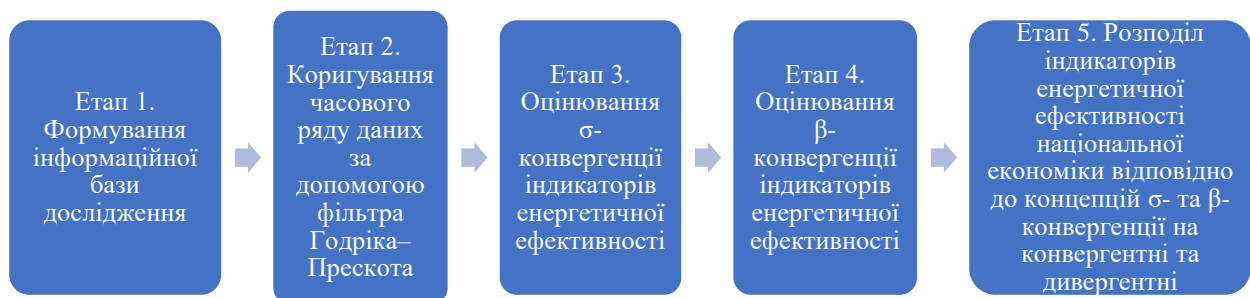 Етап 1.
Формування
інформаційної
бази
дослідження
Етап 2.
Коригування
часового
ряду даних
за
допомогою
фільтра
Годріка–
Прескота
Етап 3.
Оцінювання
σ-
конвергенції
індикаторів
енергетичної
ефективності
Етап 4.
Оцінювання
β-
конвергенції
індикаторів
енергетичної
ефективності
Етап 5. Розподіл
індикаторів
енергетичної
ефективності
національної
економіки відповідно
до концепцій σ- та β-
конвергенції на
конвергентні та
дивергентні